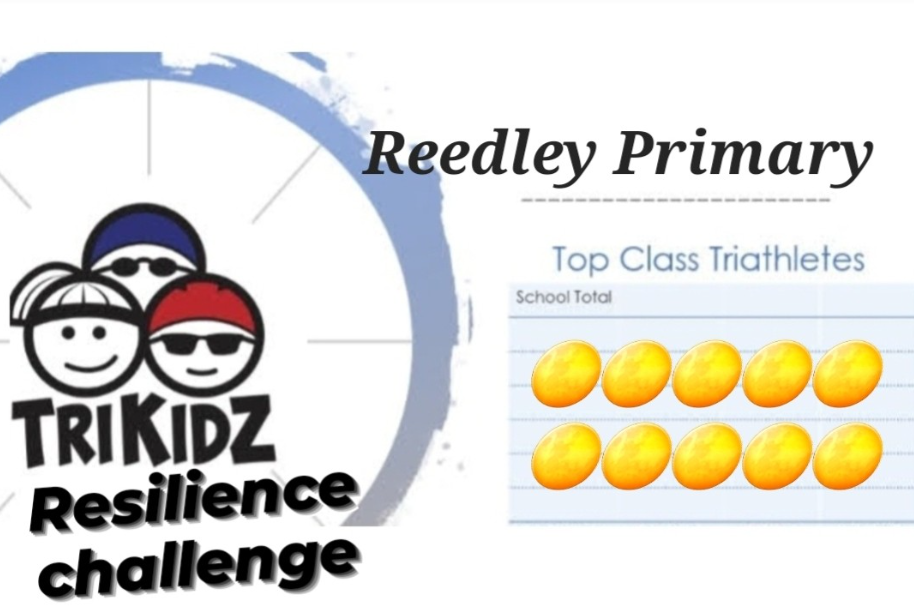 Reedley Primary
Top Class Triathletes
School Total
TRIKIDZ
Resilience
challenge